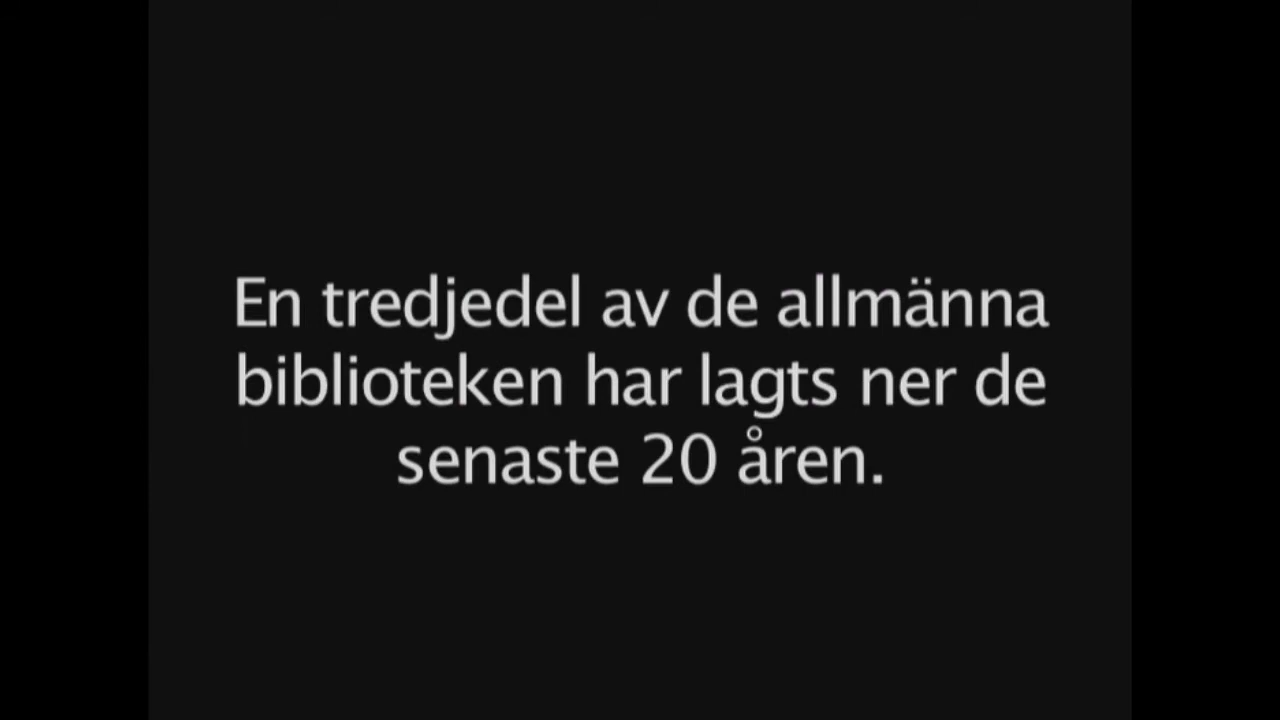 En tredjedel av de allmänna
biblioteken har lagts ner de
senaste 20 åren.